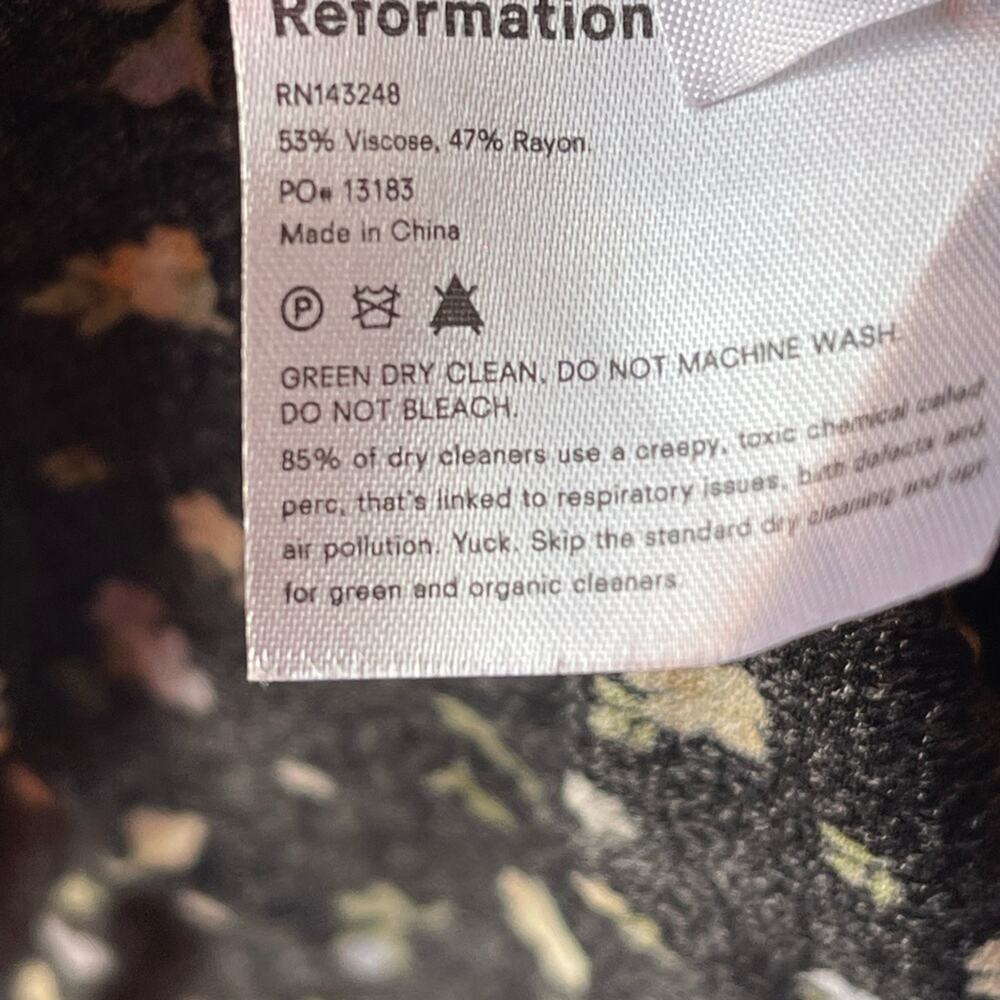 Reformation
RN143248
53% Viscose, 47% Rayon.
PO# 13183
Made in China
P
GREEN DRY CLEAN, DO NOT MACHINE WASH.
DO NOT BLEACH.
85% of dry cleaners use a creepy, toxic chemical called
perc, that's linked to respiratory issues, birth defects and
air pollution. Yuck. Skip the standard dry cleaning and opt
for green and organic cleaners.